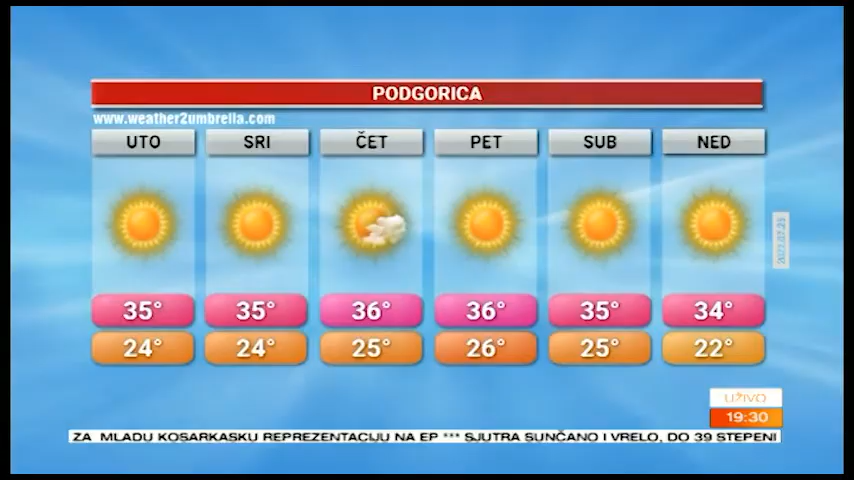 PODGORICA
www.weather2umbrella.com
UTO SRI ČET PET SUB NED
35° 35° 36° 36° 35° 34°
24° 24° 25° 26° 25° 22°
UŽIVO
19:30
ZA MLADU KOSARKASKU REPREZENTACIJU NA EP *** SJUTRA SUNČANO I VRELO, DO 39 STEPENI